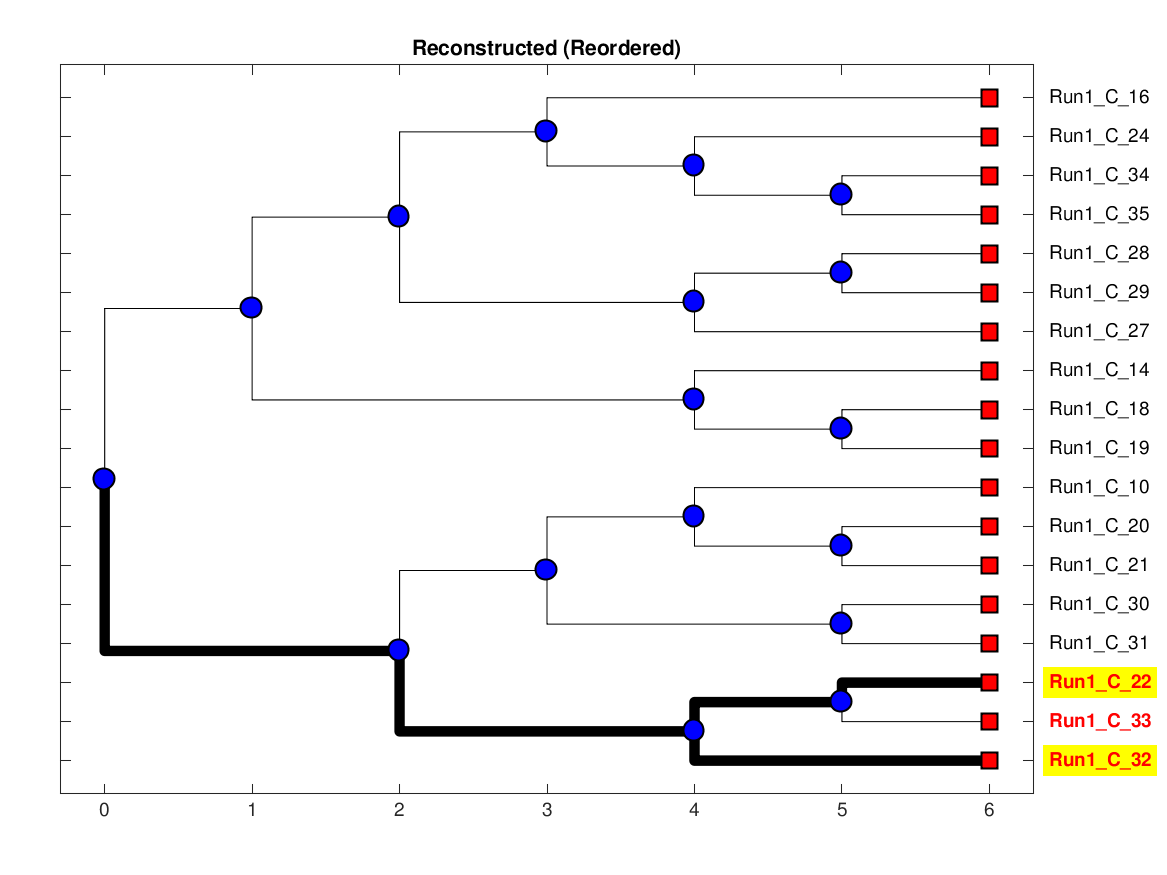 Reconstructed (Reordered)
Run1_C_16
Run1_C_24
Run1_C_34
Run1_C_35
Run1_C_28
Run1_C_29
Run1_C_27
Run1_C_14
Run1_C_18
Run1_C_19
Run1_C_10
Run1_C_20
Run1_C_21
Run1_C_30
Run1_C_31
Run1_C_22
Run1_C_33
Run1_C_32
0 1 2 3 4 5 6